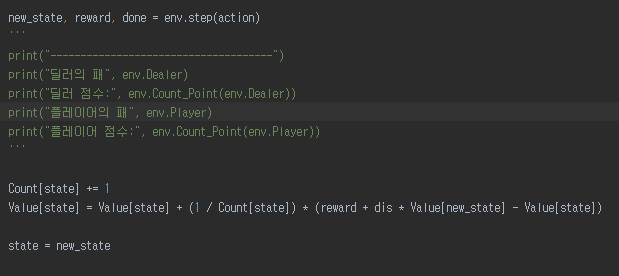 new_state, reward, done = env.step(action)
'''
print("-------------------------------------")
print("딜러의 패", env.Dealer)
print("딜러 점수:", env.Count_Point(env.Dealer))
print("플레이어의 패", env.Player)
print("플레이어 점수:", env.Count_Point(env.Player))
'''
Count[state] += 1
Value[state] = Value[state] + (1 / Count[state]) * (reward + dis * Value[new_state] - Value[state])
state = new_state